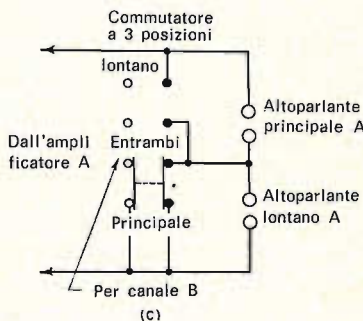 Commutatore
a 3 posizioni
lontano
Altoparlante
principale A
Dall'ampli
ficatore A
Entrambi
Altoparlante
lontano A
Principale
Per canale B
(c)